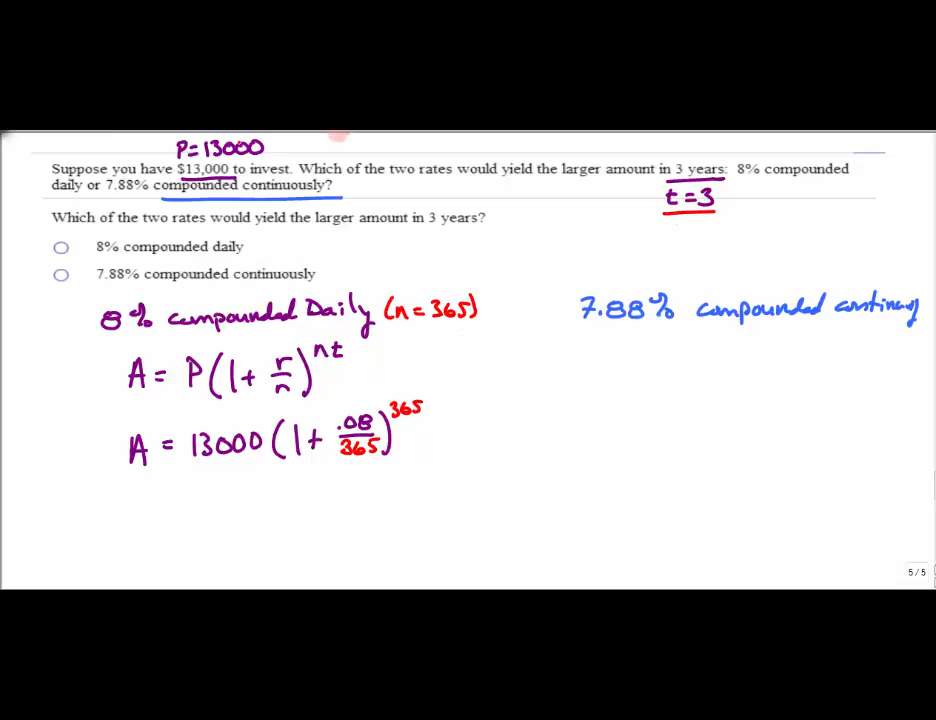 P=13000
Suppose you have $13,000 to invest. Which of the two rates would yield the larger amount in 3 years: 8% compounded
daily or 7.88% compounded continuously?
t=3
Which of the two rates would yield the larger amount in 3 years?
8% compounded daily
7.88% compounded continuously
8% compounded Daily (n=365)
7.88% compounded
A = P(1+ r/n)^nt
A = 13000(1+ .08/365)^365
5/5